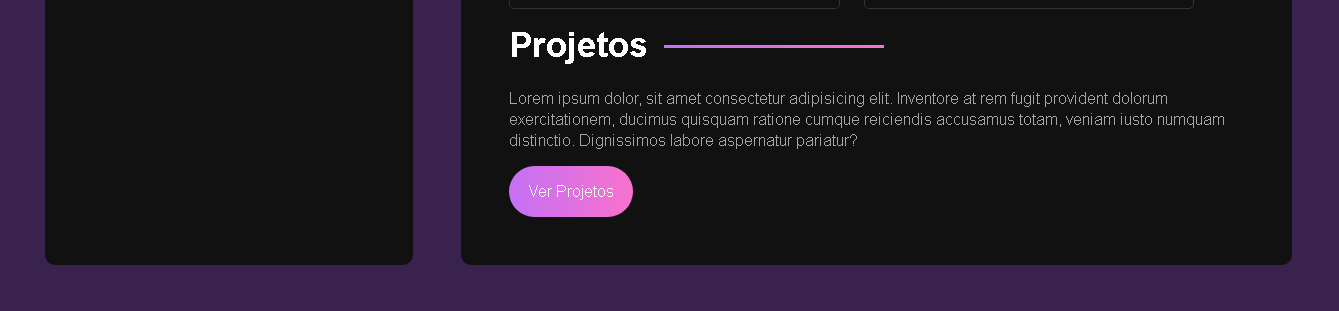 Projetos
Lorem ipsum dolor, sit amet consectetur adipisicing elit. Inventore at rem fugit provident dolorum
exercitationem, ducimus quisquam ratione cumque reiciendis accusamus totam, veniam iusto numquam
distinctio. Dignissimos labore aspernatur pariatur?
Ver Projetos